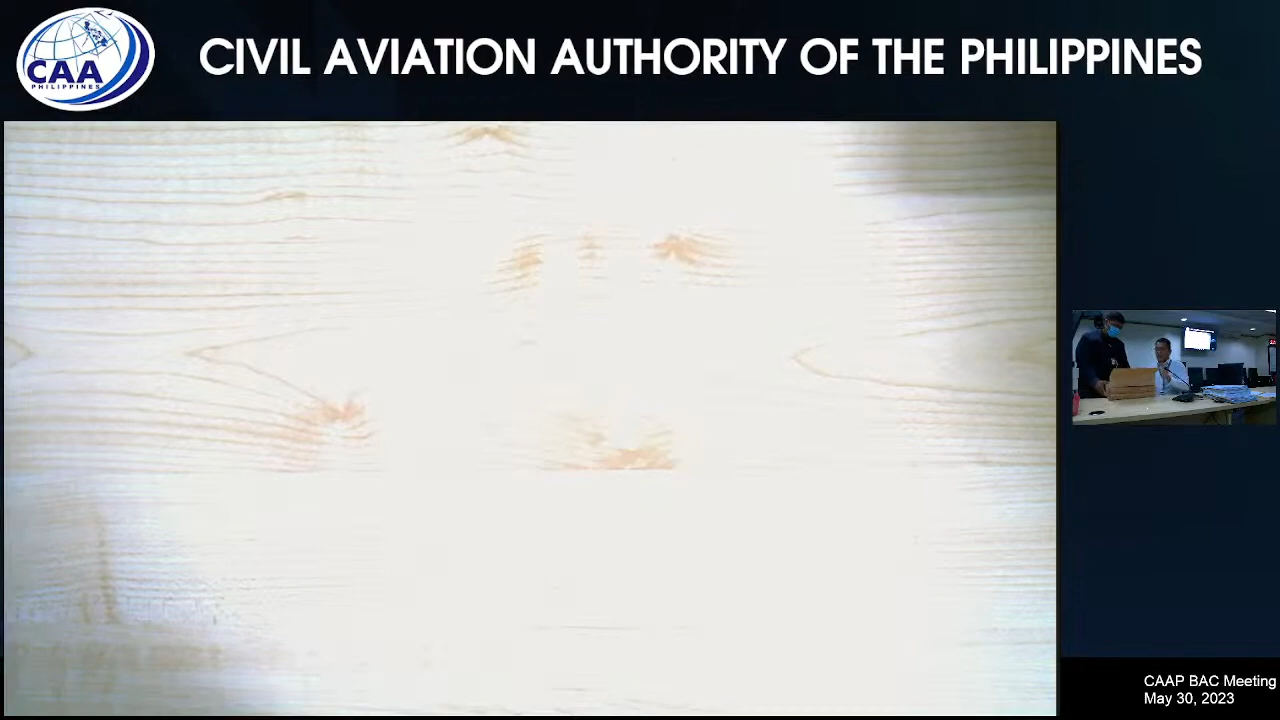 CAA
PHILIPPINES
CIVIL AVIATION AUTHORITY OF THE PHILIPPINES
CAAP BAC Meeting
May 30, 2023